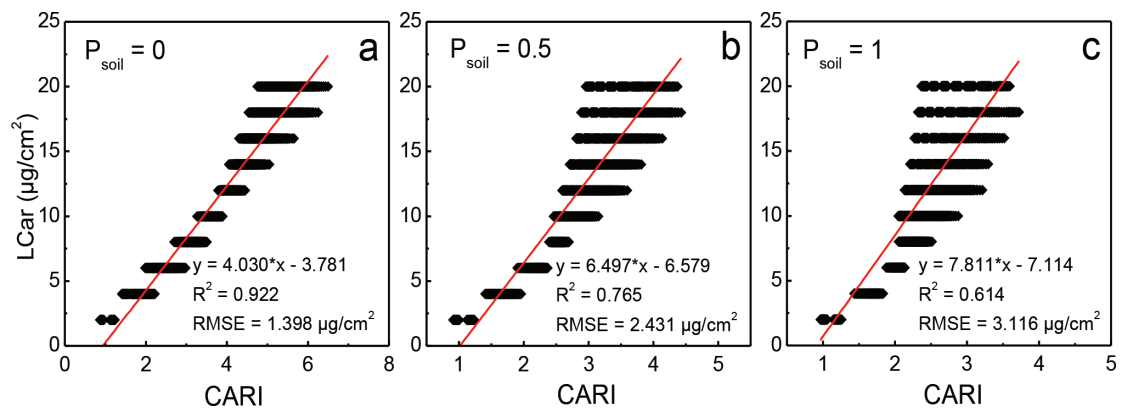 P_soil = 0
a
25
20
15
10
5
0
LCar (µg/cm²)
y = 4.030*x - 3.781
R² = 0.922
RMSE = 1.398 µg/cm²
0 2 4 6 8
CARI
P_soil = 0.5
b
25
20
15
10
5
0
y = 6.497*x - 6.579
R² = 0.765
RMSE = 2.431 µg/cm²
1 2 3 4 5
CARI
P_soil = 1
c
25
20
15
10
5
0
y = 7.811*x - 7.114
R² = 0.614
RMSE = 3.116 µg/cm²
1 2 3 4 5
CARI